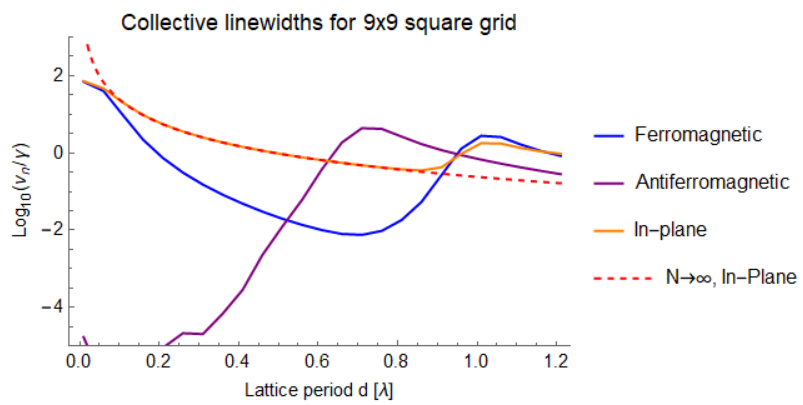 Collective linewidths for 9x9 square grid
Log₁₀(νₙ/γ)
2
0
-2
-4
0.0 0.2 0.4 0.6 0.8 1.0 1.2
Lattice period d [λ]
Ferromagnetic
Antiferromagnetic
In-plane
N→∞, In-Plane